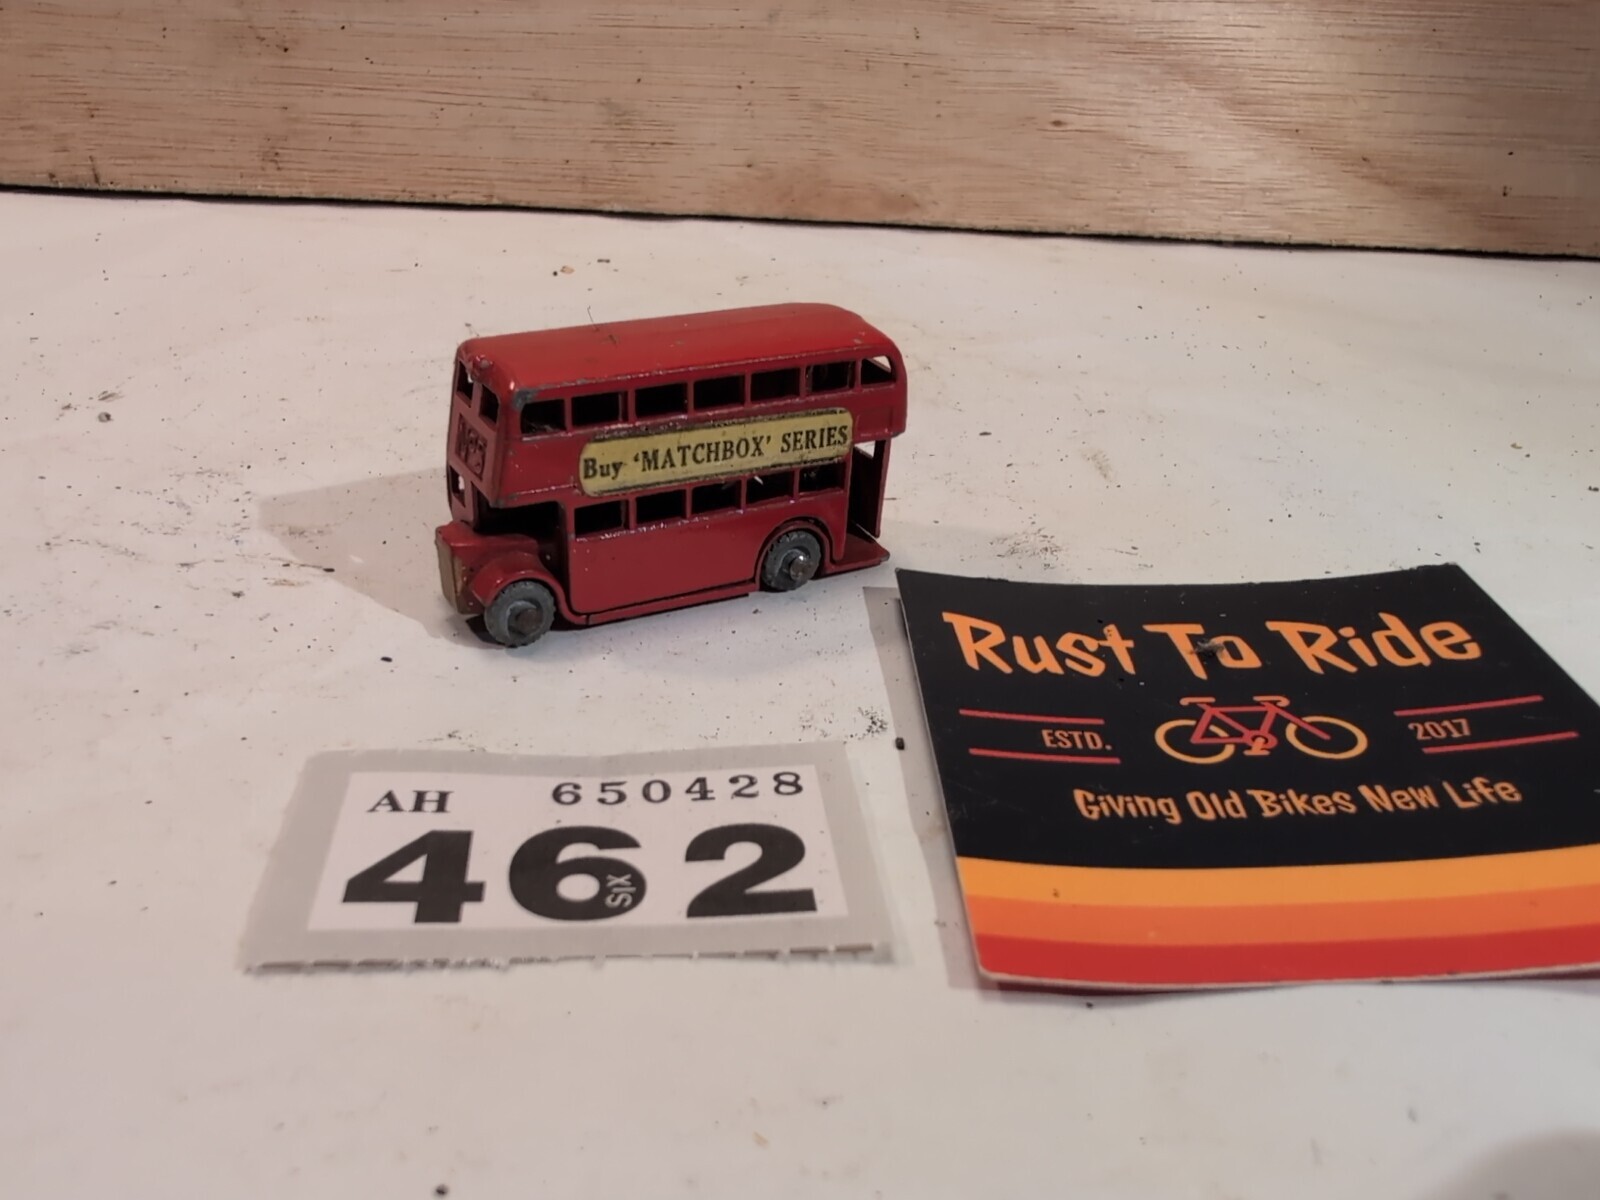 Buy 'MATCHBOX' SERIES
Rust To Ride
ESTD. 2017
Giving Old Bikes New Life
AH 650428
462
SIX